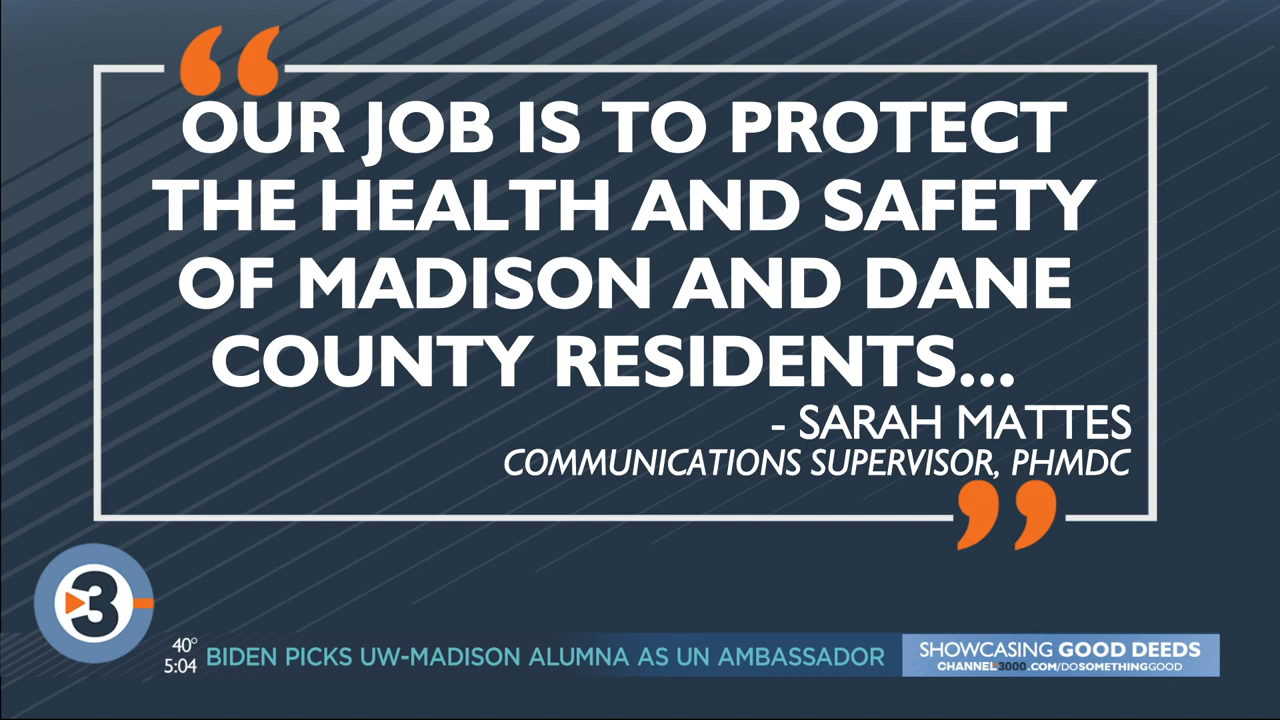 “
OUR JOB IS TO PROTECT
THE HEALTH AND SAFETY
OF MADISON AND DANE
COUNTY RESIDENTS...
- SARAH MATTES
COMMUNICATIONS SUPERVISOR, PHMDC
”
3
40°
5:04
BIDEN PICKS UW-MADISON ALUMNA AS UN AMBASSADOR
SHOWCASING GOOD DEEDS
CHANNEL3000.COM/DOSOMETHINGGOOD